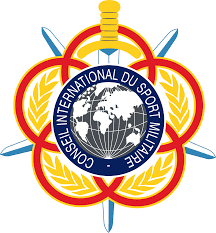 CONSEIL INTERNATIONAL DU SPORT MILITAIRE -